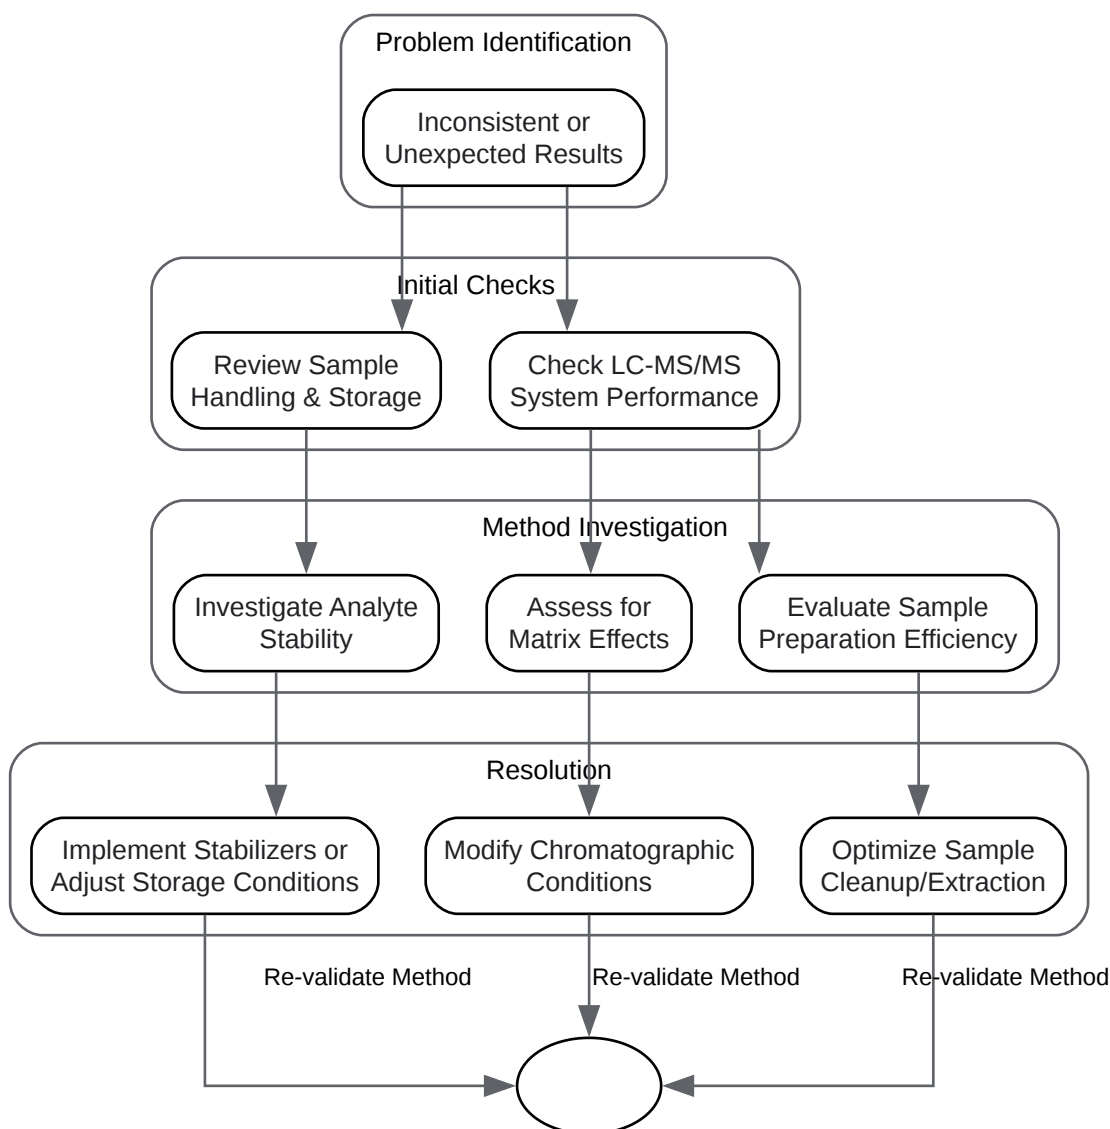 Problem Identification
Inconsistent or
Unexpected Results
Initial Checks
Review Sample
Handling & Storage
Check LC-MS/MS
System Performance
Method Investigation
Investigate Analyte
Stability
Assess for
Matrix Effects
Evaluate Sample
Preparation Efficiency
Resolution
Implement Stabilizers or
Adjust Storage Conditions
Modify Chromatographic
Conditions
Optimize Sample
Cleanup/Extraction
Re-validate Method
Re-validate Method
Re-validate Method